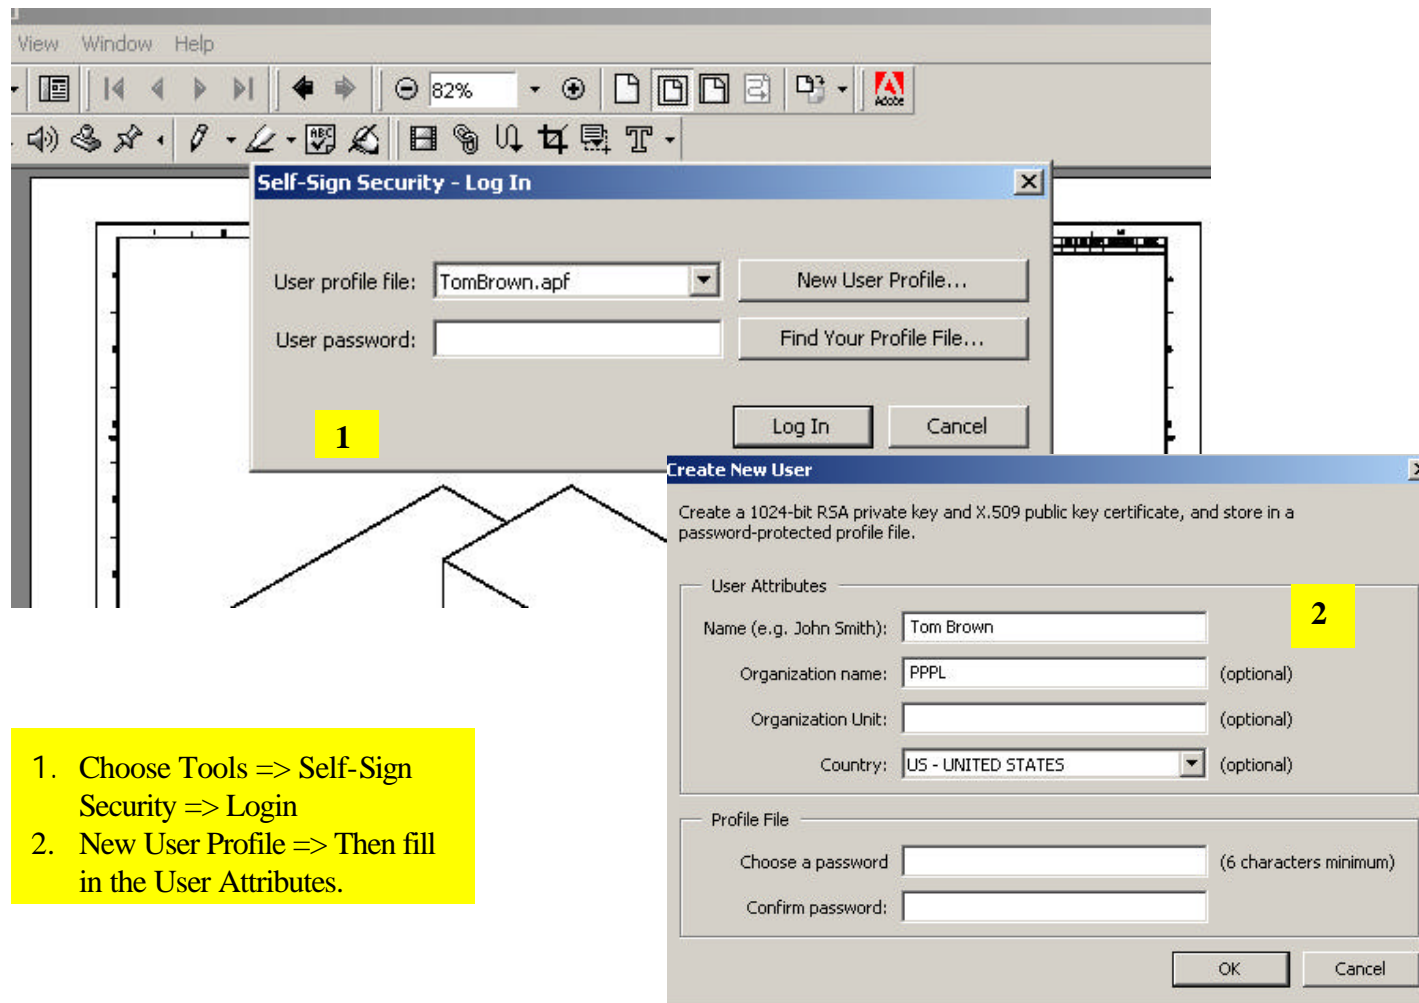 View Window Help
82%
Adobe
ABC
T
Self-Sign Security - Log In
User profile file: TomBrown.apf New User Profile...
User password: Find Your Profile File...
1
Log In Cancel
Create New User
Create a 1024-bit RSA private key and X.509 public key certificate, and store in a
password-protected profile file.
User Attributes
2
Name (e.g. John Smith): Tom Brown
Organization name: PPPL (optional)
Organization Unit: (optional)
Country: US - UNITED STATES (optional)
Profile File
Choose a password (6 characters minimum)
Confirm password:
OK Cancel
1. Choose Tools => Self-Sign
Security => Login
2. New User Profile => Then fill
in the User Attributes.